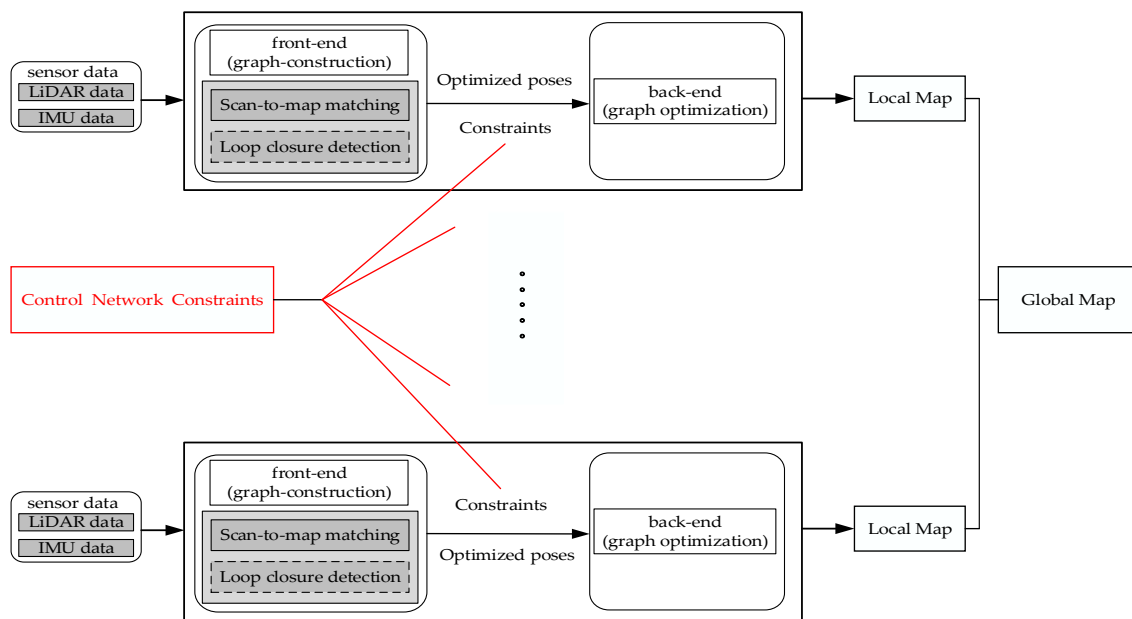 front-end
(graph-construction)
sensor data
LiDAR data
IMU data
Scan-to-map matching
Loop closure detection
Optimized poses
Constraints
back-end
(graph optimization)
Local Map
Control Network Constraints
Global Map
front-end
(graph-construction)
sensor data
LiDAR data
IMU data
Scan-to-map matching
Loop closure detection
Constraints
Optimized poses
back-end
(graph optimization)
Local Map